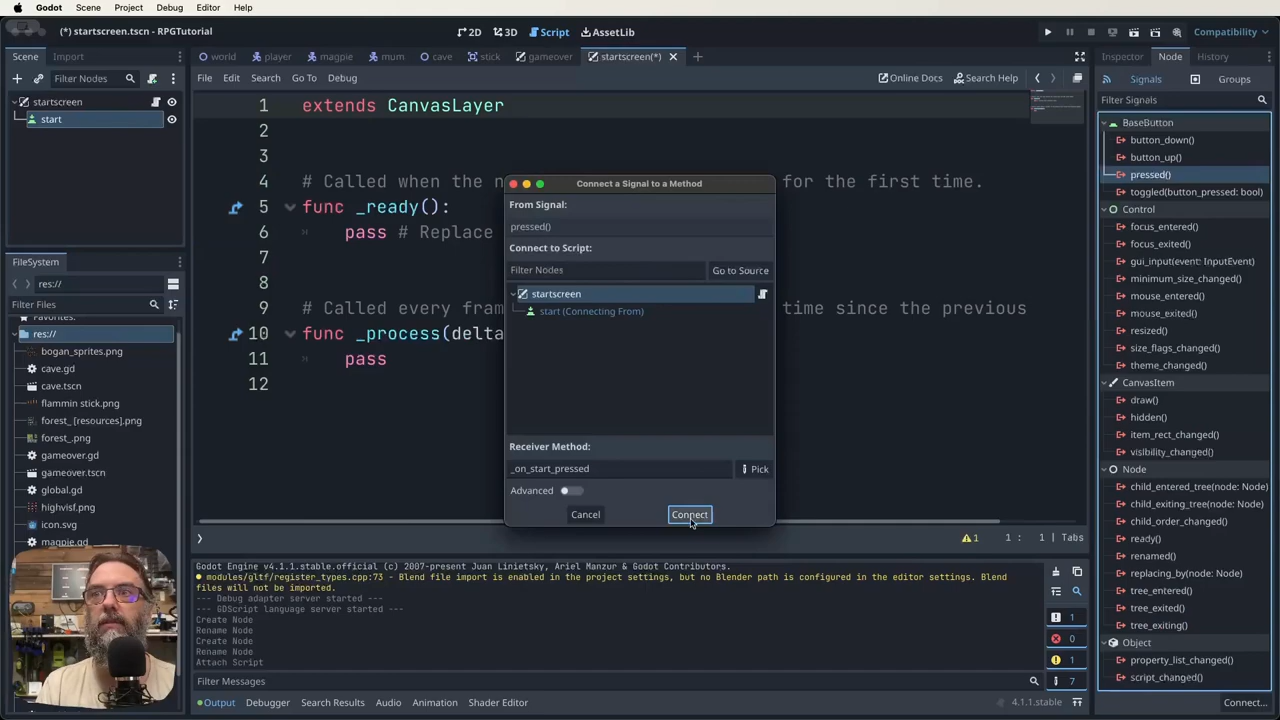 Godot Scene Project Debug Editor Help
(*) startscreen.tscn - RPGTutorial
2D 3D Script AssetLib
Compatibility
Scene Import
world player magpie mum cave stick gameover startscreen(*)
Inspector Node History
Filter Nodes
File Edit Search Go To Debug
Online Docs Search Help
Signals Groups
Filter Signals
startscreen
start
1 extends CanvasLayer
2
3
4 # Called when the n for the first time.
5 func _ready():
6 pass # Replace
7
8
9 # Called every fram time since the previous
10 func _process(delta
11 pass
12
Connect a Signal to a Method
From Signal:
pressed()
Connect to Script:
Filter Nodes Go to Source
startscreen
start (Connecting From)
Receiver Method:
_on_start_pressed Pick
Advanced
Cancel Connect
BaseButton
button_down()
button_up()
pressed()
toggled(button_pressed: bool)
Control
focus_entered()
focus_exited()
gui_input(event: InputEvent)
minimum_size_changed()
mouse_entered()
mouse_exited()
resized()
size_flags_changed()
theme_changed()
CanvasItem
draw()
hidden()
item_rect_changed()
visibility_changed()
Node
child_entered_tree(node: Node)
child_exiting_tree(node: Node)
child_order_changed()
ready()
renamed()
replacing_by(node: Node)
tree_entered()
tree_exited()
tree_exiting()
Object
property_list_changed()
script_changed()
Connect...
FileSystem
res://
Filter Files
Favorites:
res://
bogan_sprites.png
cave.gd
cave.tscn
flammin stick.png
forest_ [resources].png
forest_.png
gameover.gd
gameover.tscn
global.gd
highvisf.png
icon.svg
magpie.gd
1 1 : 1 Tabs
Godot Engine v4.1.1.stable.official (c) 2007-present Juan Linietsky, Ariel Manzur & Godot Contributors.
modules/gltf/register_types.cpp:73 - Blend file import is enabled in the project settings, but no Blender path is configured in the editor settings. Blend
files will not be imported.
--- Debug adapter server started ---
--- GDScript language server started ---
Create Node
Rename Node
Create Node
Rename Node
Attach Script
1
0
1
7
Filter Messages
Output Debugger Search Results Audio Animation Shader Editor
4.1.1.stable